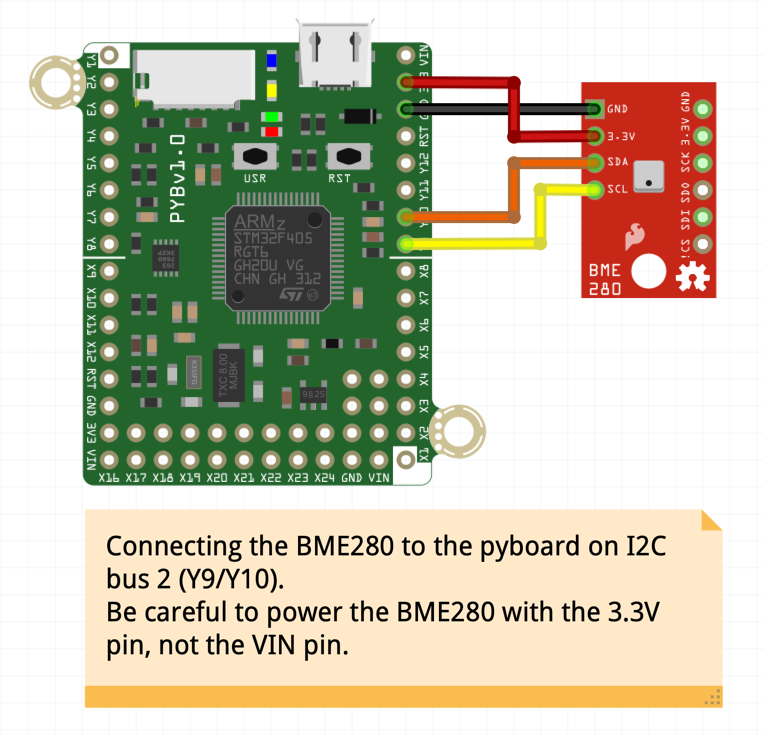 Y1
Y2
Y3
Y4
Y5
Y6
Y7
Y8
X9
X10
X11
X12
RST
GND
3V3
VIN
PYBv1.0
USR
RST
ARM
STM32F405
RGT6
GH20U VG
CHN GH 312
ST
TXC 8.00
MJBK
VIN
RST
Y12
Y11
X8
X7
X6
X5
X4
X3
X2
X1
X16 X17 X18 X19 X20 X21 X22 X23 X24 GND VIN
GND
3.3V
SDA
SCL
GND
3.3V
SCK
SDO
SDI
BME
280
Connecting the BME280 to the pyboard on I2C
bus 2 (Y9/Y10).
Be careful to power the BME280 with the 3.3V
pin, not the VIN pin.